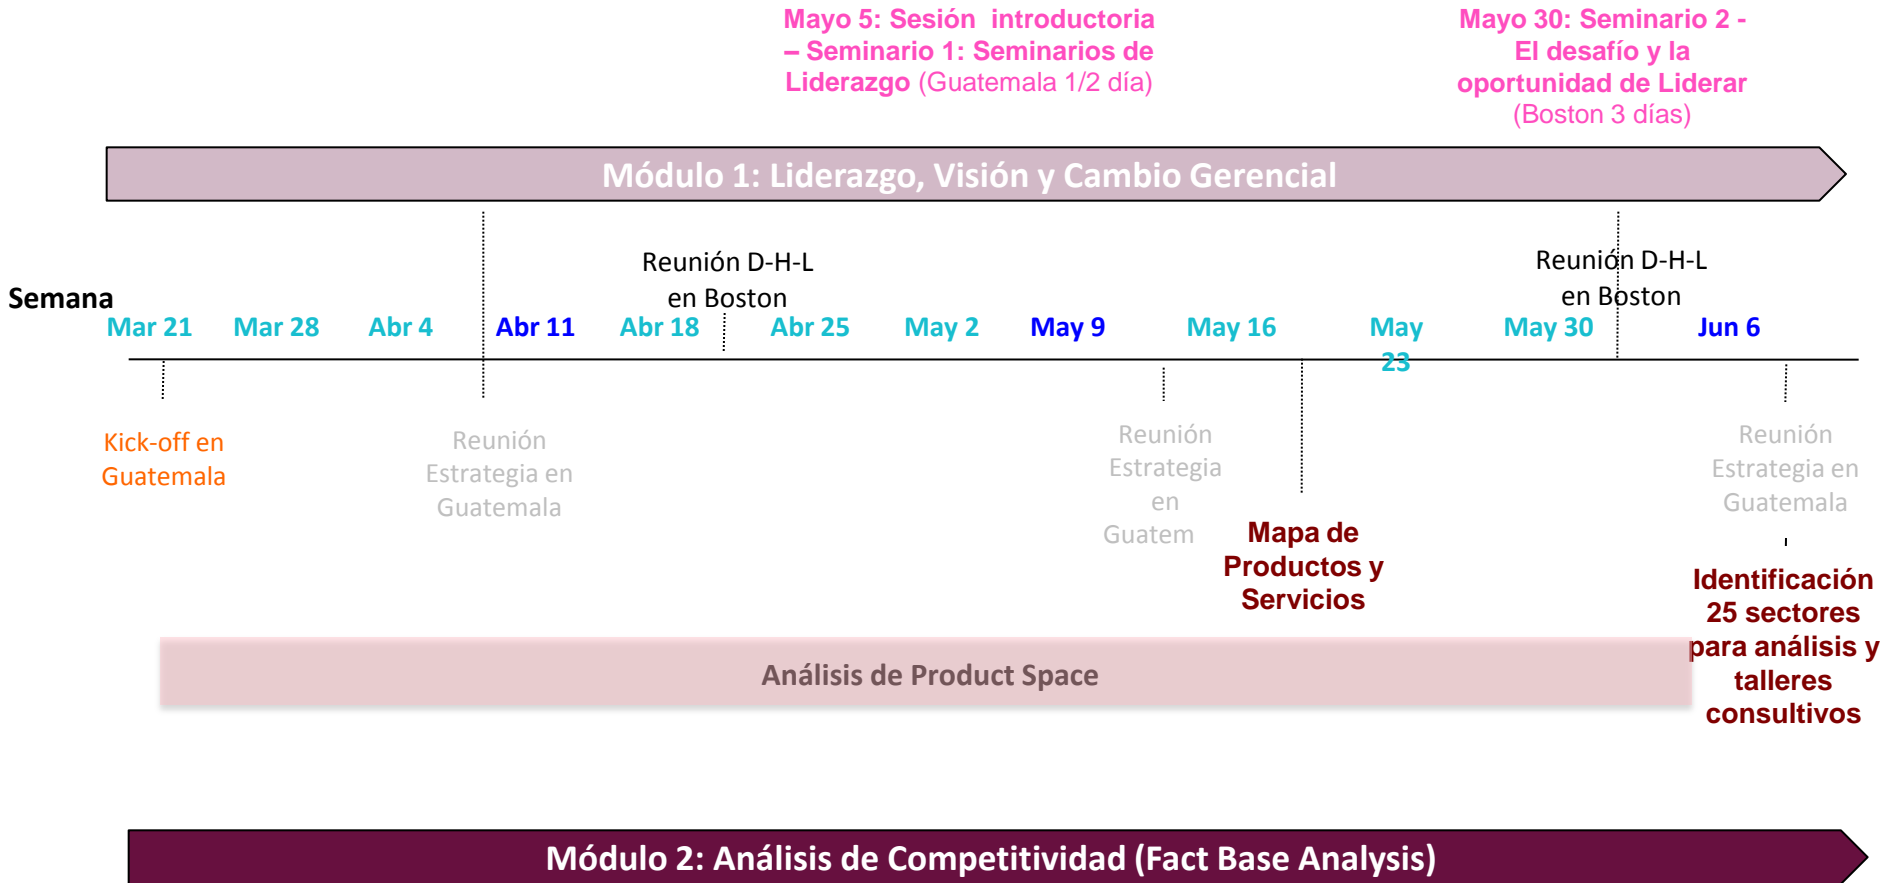 Mayo 5: Sesión introductoria
– Seminario 1: Seminarios de
Liderazgo (Guatemala 1/2 día)
Mayo 30: Seminario 2 -
El desafío y la
oportunidad de Liderar
(Boston 3 días)
Módulo 1: Liderazgo, Visión y Cambio Gerencial
Reunión D-H-L
en Boston
Reunión D-H-L
en Boston
Semana
Mar 21
Mar 28
Abr 4
Abr 11
Abr 18
Abr 25
May 2
May 9
May 16
May
23
May 30
Jun 6
Kick-off en
Guatemala
Reunión
Estrategia en
Guatemala
Reunión
Estrategia
en
Guatem
Mapa de
Productos y
Servicios
Reunión
Estrategia en
Guatemala
Identificación
25 sectores
para análisis y
talleres
consultivos
Análisis de Product Space
Módulo 2: Análisis de Competitividad (Fact Base Analysis)